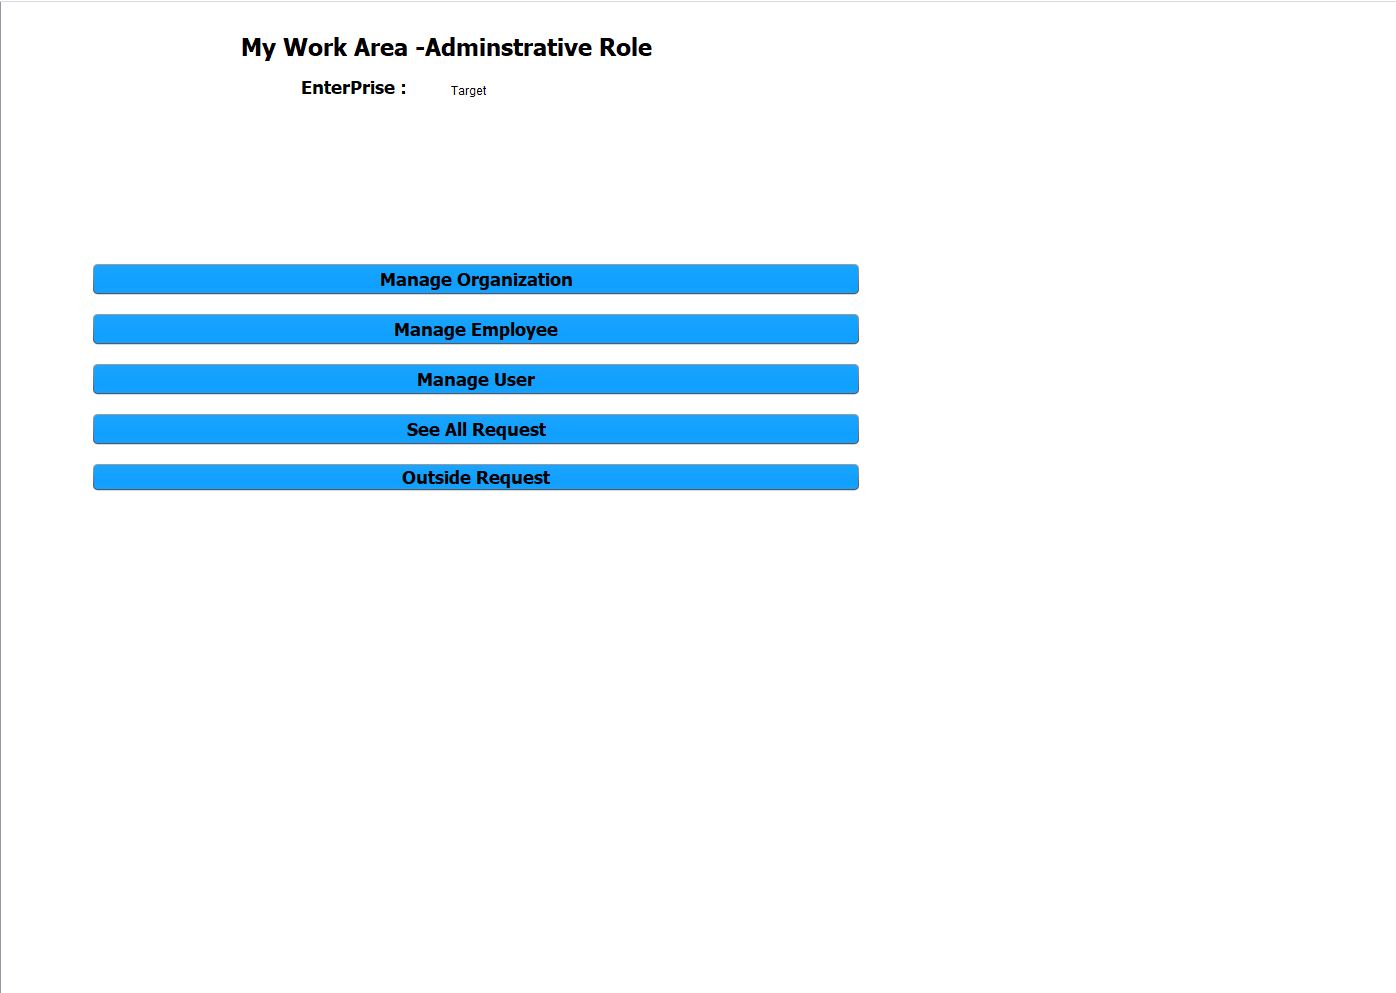 My Work Area -Adminstrative Role
EnterPrise : Target
Manage Organization
Manage Employee
Manage User
See All Request
Outside Request